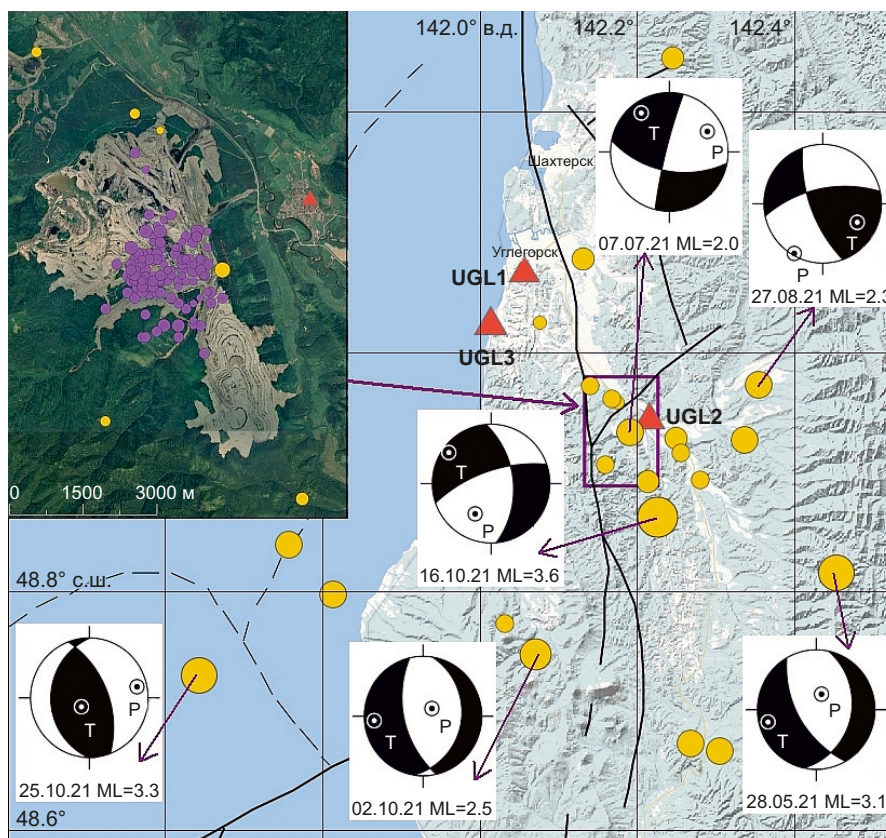 142.0° в.д.
142.2°
142.4°
Шахтерск
T
P
07.07.21 ML=2.0
T
P
27.08.21 ML=2.3
Углегорск
UGL1
UGL3
UGL2
0 1500 3000 м
T
P
16.10.21 ML=3.6
48.8° с.ш.
P
T
25.10.21 ML=3.3
P
T
02.10.21 ML=2.5
P
T
28.05.21 ML=3.1
48.6°